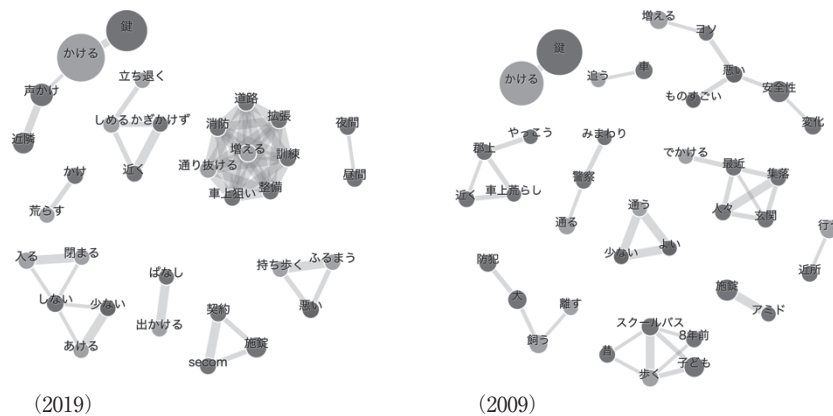 鍵
かける
声かけ
近隣
立ち退く
しめる
かぎかけず
近く
かけ
荒らす
道路
消防
拡張
増える
訓練
通り抜ける
車上狙い
整備
夜間
昼間
入る
閉まる
しない
少ない
あける
ぱなし
出かける
契約
施錠
secom
持ち歩く
ふるまう
悪い
(2019)
鍵
かける
追う
車
増える
ヨソ
悪い
ものすごい
安全性
変化
郡上
やっこう
近く
車上荒らし
みまわり
警察
通る
でかける
最近
集落
人々
玄関
通う
少ない
よい
行う
近所
防犯
犬
離す
飼う
施錠
アミド
スクールバス
8年前
昔
子ども
歩く
(2009)